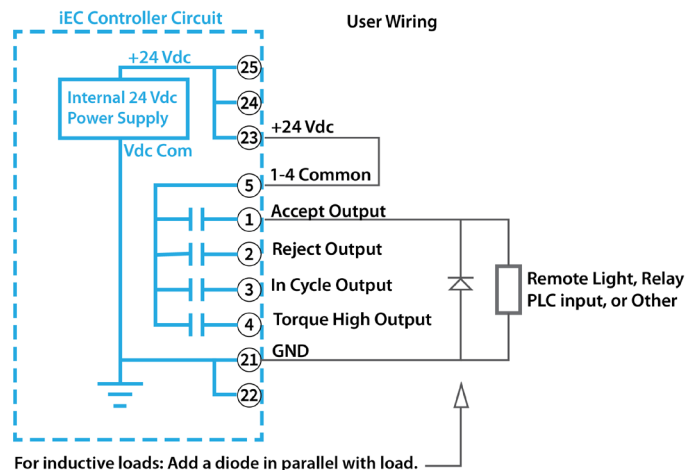 iEC Controller Circuit
User Wiring
+24 Vdc
25
Internal 24 Vdc
Power Supply
24
23
+24 Vdc
Vdc Com
5
1-4 Common
1
Accept Output
2
Reject Output
3
In Cycle Output
4
Torque High Output
Remote Light, Relay
PLC input, or Other
21
GND
22
For inductive loads: Add a diode in parallel with load.